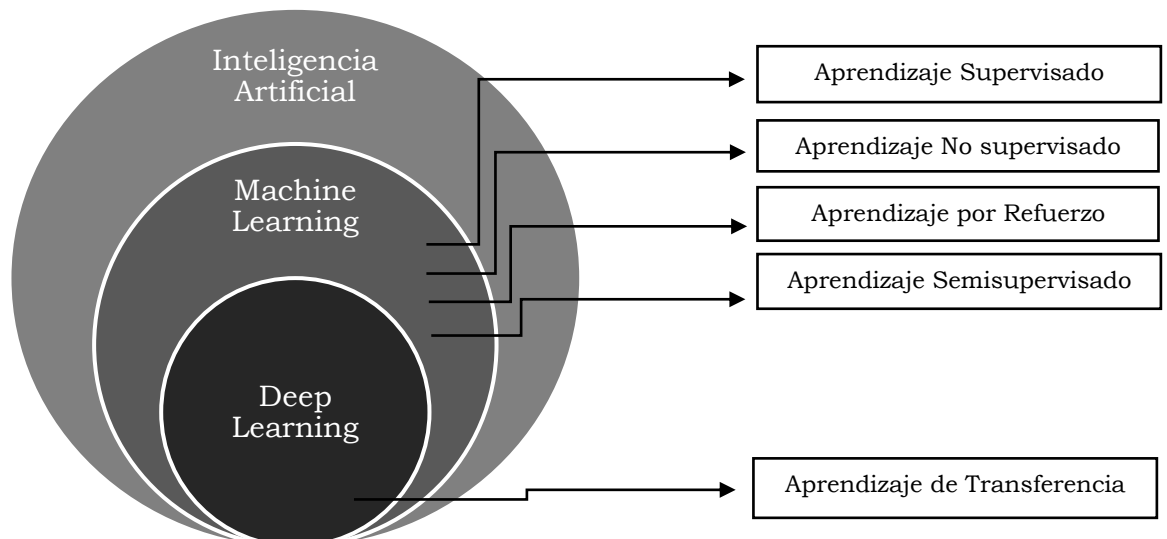 Inteligencia
Artificial
Machine
Learning
Deep
Learning
Aprendizaje Supervisado
Aprendizaje No supervisado
Aprendizaje por Refuerzo
Aprendizaje Semisupervisado
Aprendizaje de Transferencia